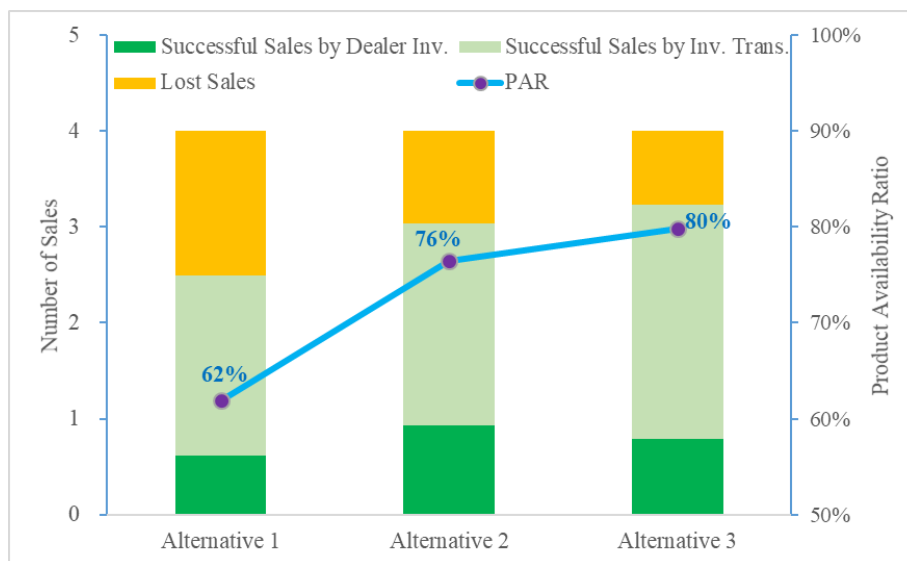 Successful Sales by Dealer Inv.
Successful Sales by Inv. Trans.
Lost Sales
PAR
5
4
3
2
1
0
Number of Sales
100%
90%
80%
70%
60%
50%
Product Availability Ratio
62%
76%
80%
Alternative 1
Alternative 2
Alternative 3